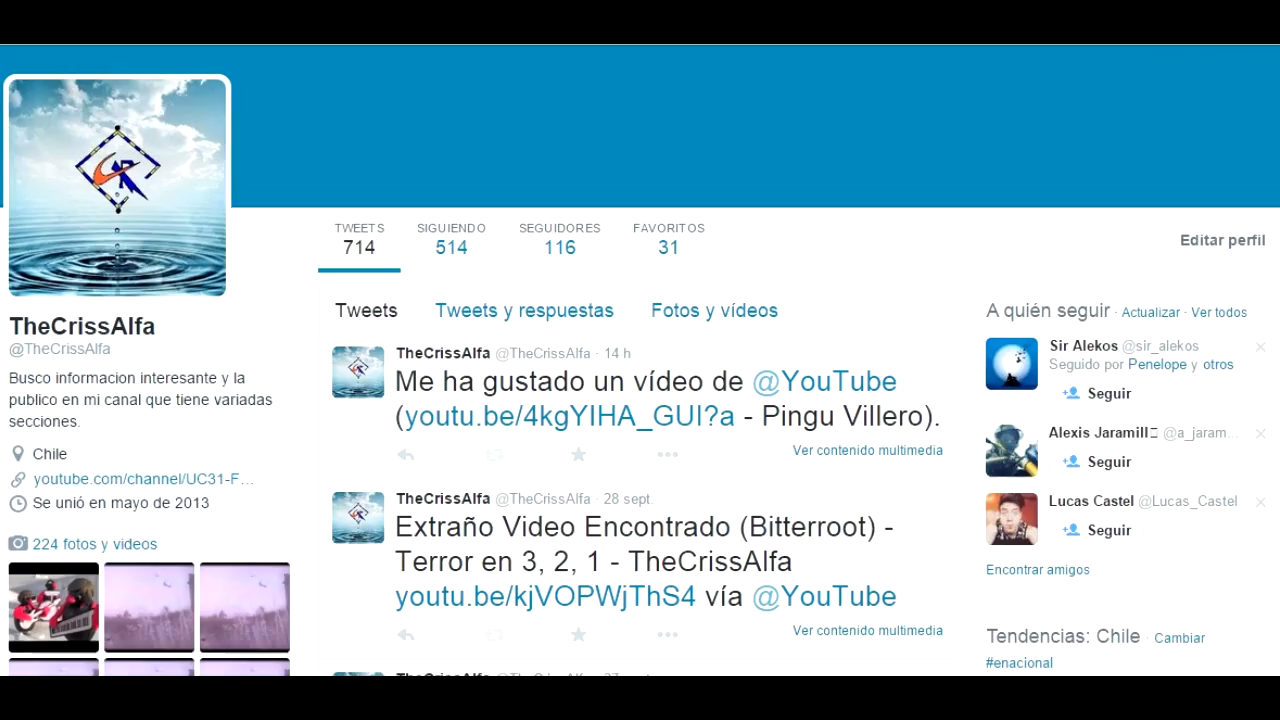 TWEETS SIGUIENDO SEGUIDORES FAVORITOS
714 514 116 31
Editar perfil
TheCrissAlfa
@TheCrissAlfa
Busco informacion interesante y la
publico en mi canal que tiene variadas
secciones.
Chile
youtube.com/channel/UC31-F…
Se unió en mayo de 2013
224 fotos y videos
Tweets Tweets y respuestas Fotos y vídeos
TheCrissAlfa @TheCrissAlfa · 14 h
Me ha gustado un vídeo de @YouTube
(youtu.be/4kgYIHA_GUI?a - Pingu Villero).
Ver contenido multimedia
TheCrissAlfa @TheCrissAlfa · 28 sept.
Extraño Video Encontrado (Bitterroot) -
Terror en 3, 2, 1 - TheCrissAlfa
youtu.be/kjVOPWjThS4 vía @YouTube
Ver contenido multimedia
A quién seguir · Actualizar · Ver todos
Sir Alekos @sir_alekos
Seguido por Penelope y otros
Seguir
Alexis Jaramill @a_jaram…
Seguir
Lucas Castel @Lucas_Castel
Seguir
Encontrar amigos
Tendencias: Chile · Cambiar
#enacional